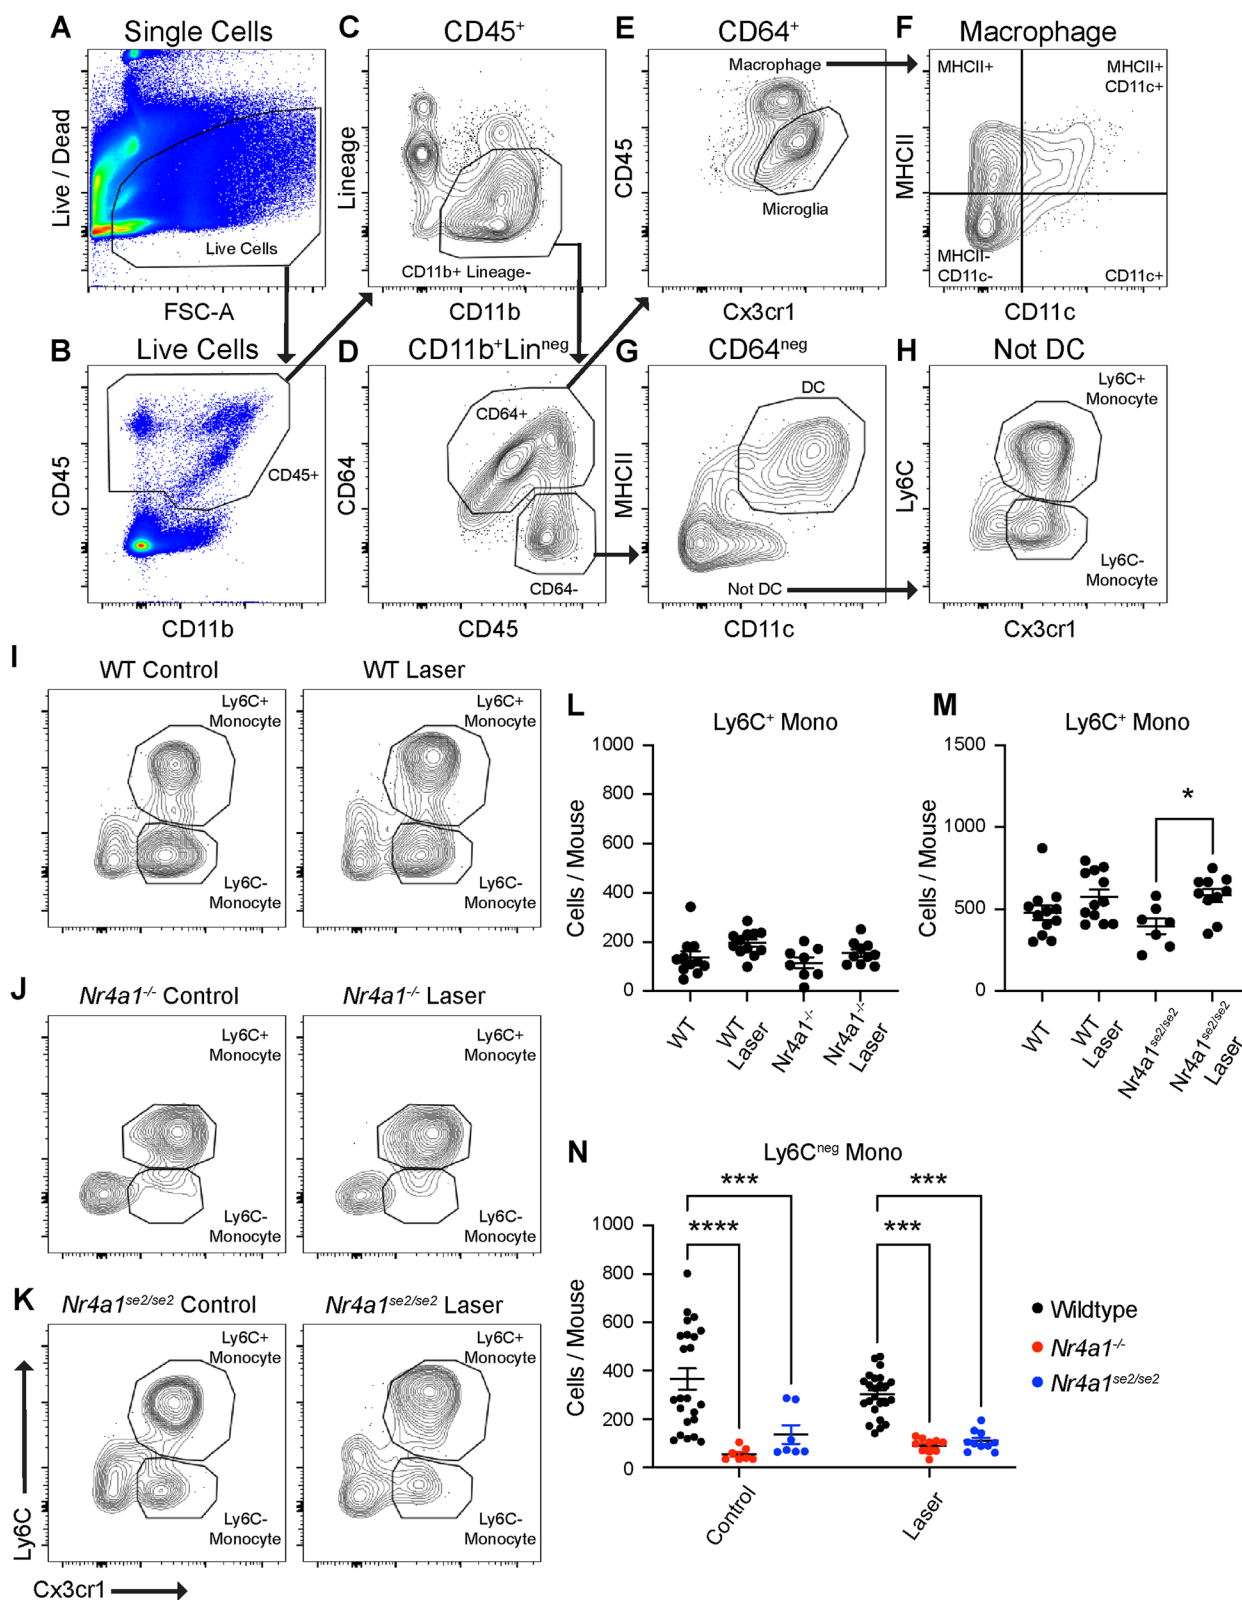 A
Single Cells
Live / Dead
Live Cells
FSC-A
C
CD45+
Lineage
CD11b+ Lineage-
CD11b
E
CD64+
Macrophage
CD45
Microglia
Cx3cr1
F
Macrophage
MHCII+
MHCII+
CD11c+
MHCII
MHCII-
CD11c-
CD11c+
CD11c
B
Live Cells
CD45
CD45+
CD11b
D
CD11b+Linneg
CD64+
CD64
CD64-
CD45
G
CD64neg
DC
MHCII
Not DC
CD11c
H
Not DC
Ly6C+
Monocyte
Ly6C
Ly6C-
Monocyte
Cx3cr1
I
WT Control
Ly6C+
Monocyte
Ly6C-
Monocyte
WT Laser
Ly6C+
Monocyte
Ly6C-
Monocyte
J
Nr4a1-/- Control
Ly6C+
Monocyte
Ly6C-
Monocyte
Nr4a1-/- Laser
Ly6C+
Monocyte
Ly6C-
Monocyte
K
Nr4a1se2/se2 Control
Ly6C+
Monocyte
Ly6C-
Monocyte
Nr4a1se2/se2 Laser
Ly6C+
Monocyte
Ly6C-
Monocyte
Ly6C
Cx3cr1
L
Ly6C+ Mono
Cells / Mouse
1000
800
600
400
200
0
WT
WT
Laser
Nr4a1-/-
Nr4a1-/-
Laser
M
Ly6C+ Mono
Cells / Mouse
1500
1000
500
0
*
WT
WT
Laser
Nr4a1se2/se2
Nr4a1se2/se2
Laser
N
Ly6Cneg Mono
Cells / Mouse
1000
800
600
400
200
0
***
****
***
***
Control
Laser
Wildtype
Nr4a1-/-
Nr4a1se2/se2